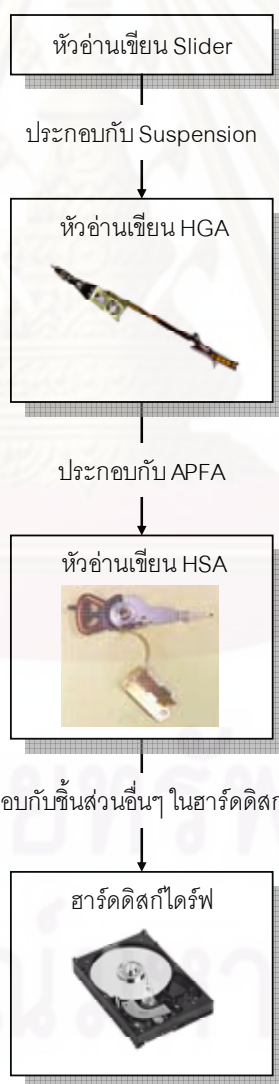 หัวอ่านเขียน Slider
ประกอบกับ Suspension
หัวอ่านเขียน HGA
ประกอบกับ APFA
หัวอ่านเขียน HSA
อบกับชิ้นส่วนอื่นๆ ในฮาร์ดดิสก
ฮาร์ดดิสก์ไดร์ฟ